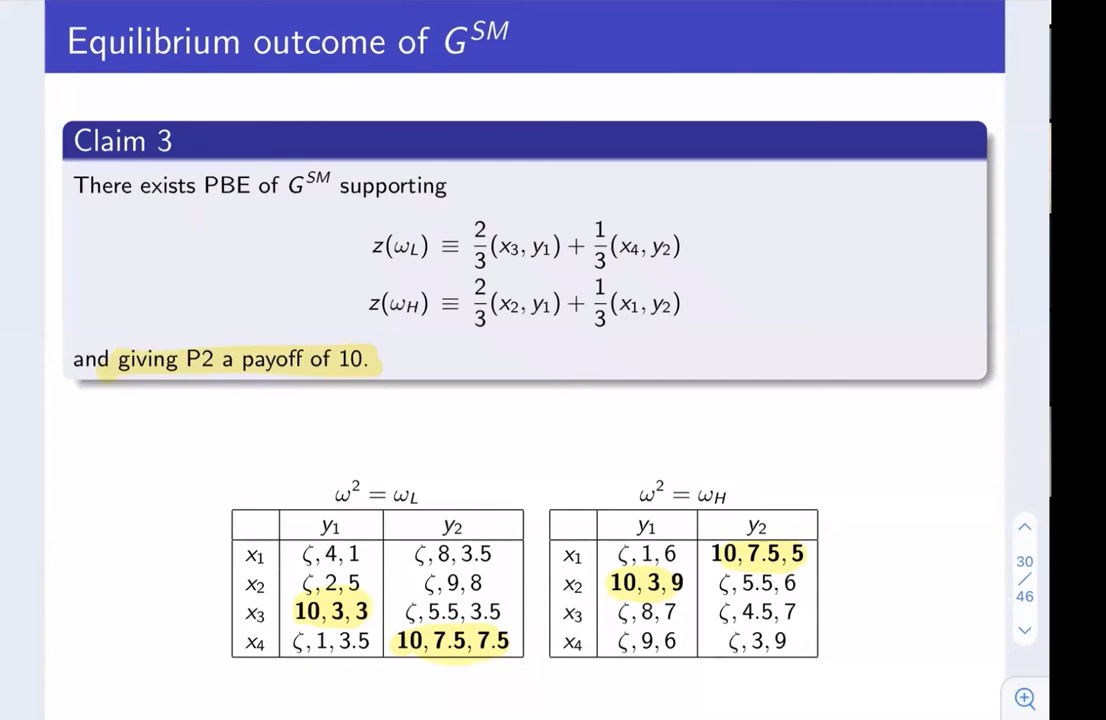 Equilibrium outcome of G^SM
Claim 3
There exists PBE of G^SM supporting
z(ω_L) ≡ 2/3(x_3, y_1) + 1/3(x_4, y_2)
z(ω_H) ≡ 2/3(x_2, y_1) + 1/3(x_1, y_2)
and giving P2 a payoff of 10.
ω^2 = ω_L
y_1 y_2
x_1 ζ, 4, 1 ζ, 8, 3.5
x_2 ζ, 2, 5 ζ, 9, 8
x_3 10, 3, 3 ζ, 5.5, 3.5
x_4 ζ, 1, 3.5 10, 7.5, 7.5
ω^2 = ω_H
y_1 y_2
x_1 ζ, 1, 6 10, 7.5, 5
x_2 10, 3, 9 ζ, 5.5, 6
x_3 ζ, 8, 7 ζ, 4.5, 7
x_4 ζ, 9, 6 ζ, 3, 9
30
/
46